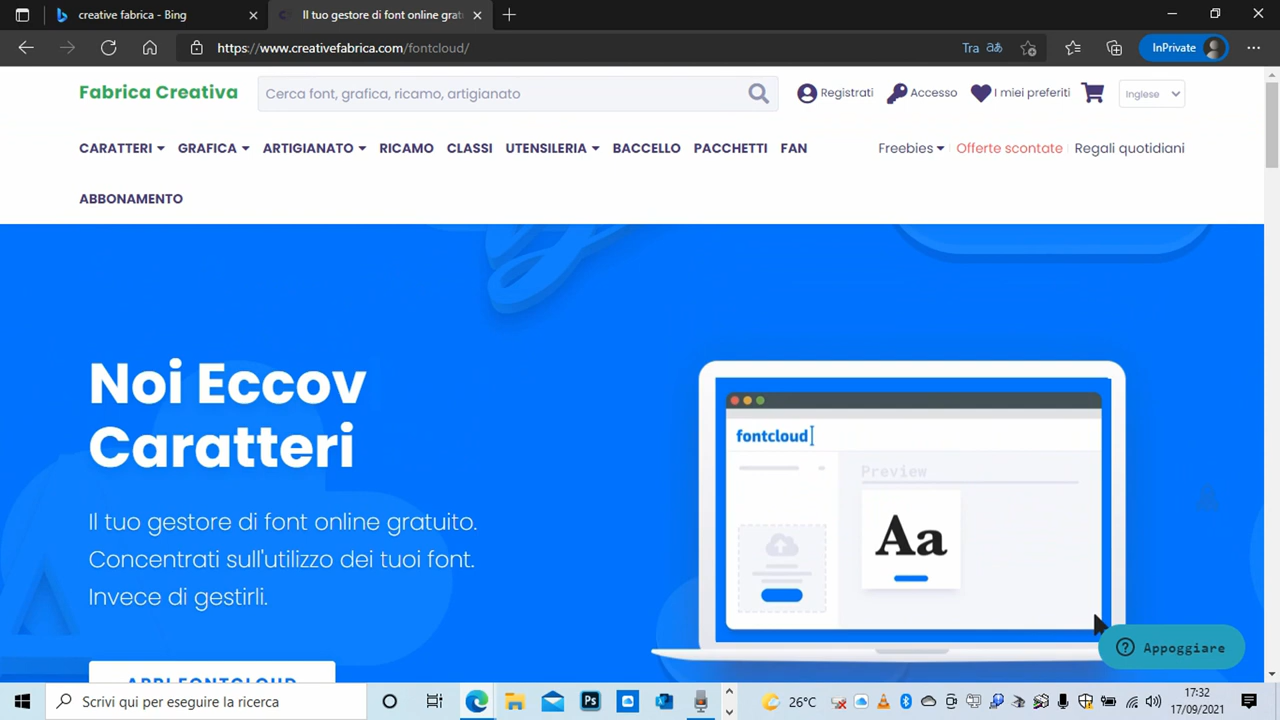 creative fabrica - Bing
Il tuo gestore di font online grat
https://www.creativefabrica.com/fontcloud/
Tra
InPrivate
Fabrica Creativa
Cerca font, grafica, ricamo, artigianato
Registrati
Accesso
I miei preferiti
Inglese
CARATTERI GRAFICA ARTIGIANATO RICAMO CLASSI UTENSILERIA BACCELLO PACCHETTI FAN
Freebies Offerte scontate Regali quotidiani
ABBONAMENTO
Noi Eccov
Caratteri
Il tuo gestore di font online gratuito.
Concentrati sull'utilizzo dei tuoi font.
Invece di gestirli.
APRI FONTCLOUD
fontcloud
Preview
Aa
Appoggiare
Scrivi qui per eseguire la ricerca
Ps
26°C
17:32
17/09/2021